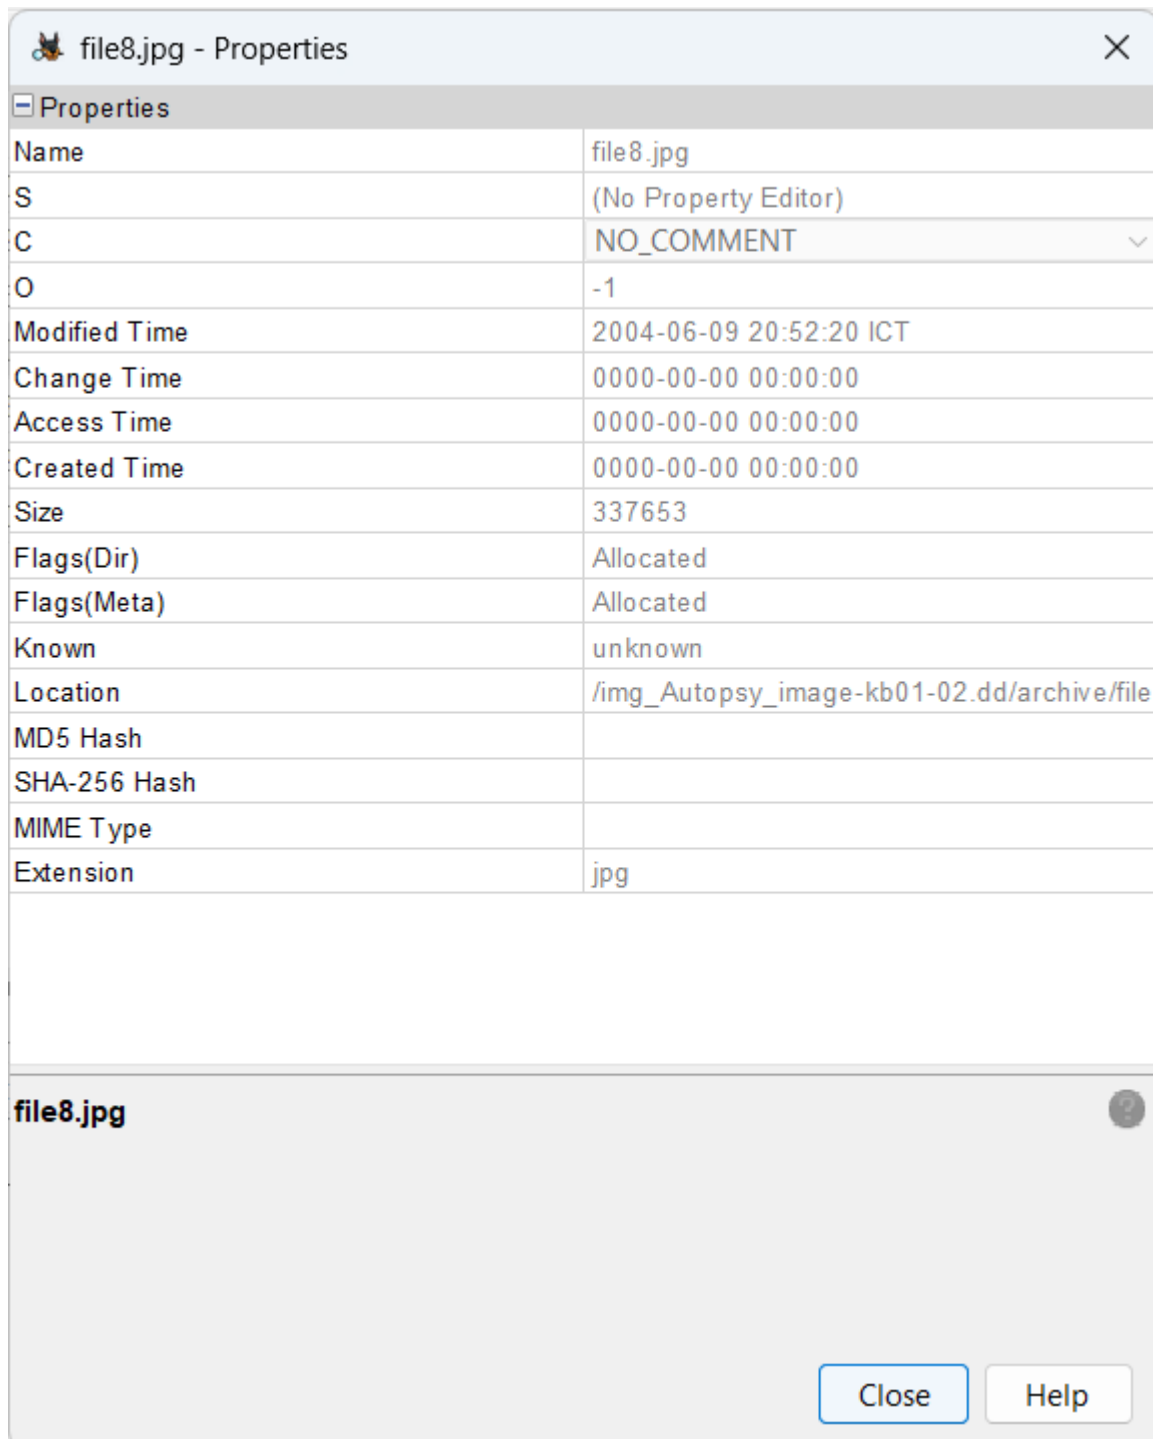 file8.jpg - Properties
Properties
Name file8.jpg
S (No Property Editor)
C NO_COMMENT
O -1
Modified Time 2004-06-09 20:52:20 ICT
Change Time 0000-00-00 00:00:00
Access Time 0000-00-00 00:00:00
Created Time 0000-00-00 00:00:00
Size 337653
Flags(Dir) Allocated
Flags(Meta) Allocated
Known unknown
Location /img_Autopsy_image-kb01-02.dd/archive/file
MD5 Hash
SHA-256 Hash
MIME Type
Extension jpg
file8.jpg ?
Close Help